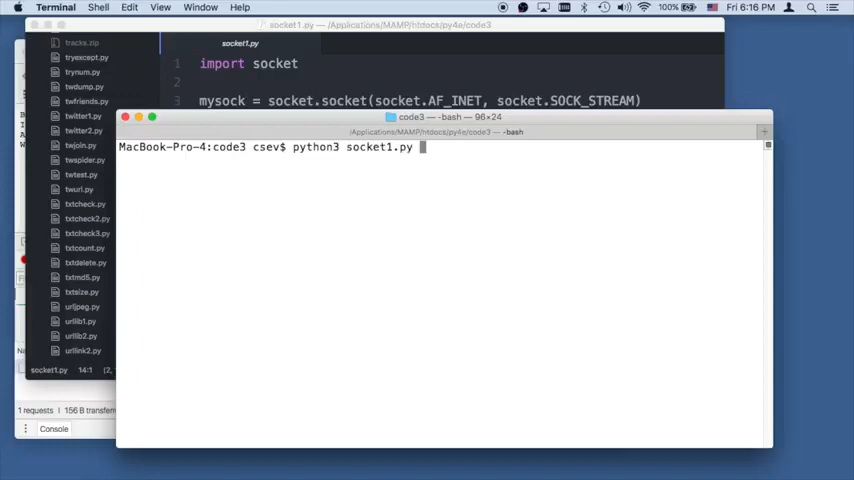 Terminal Shell Edit View Window Help 100% Fri 6:16 PM
socket1.py — /Applications/MAMP/htdocs/py4e/code3
tracks.zip
tryexcept.py
trynum.py
twdump.py
twfriends.py
twitter1.py
twitter2.py
twjoin.py
twspider.py
twtest.py
twurl.py
txtcheck.py
txtcheck2.py
txtcheck3.py
txtcount.py
txtdelete.py
txtmd5.py
txtsize.py
urljpeg.py
urllib1.py
urllib2.py
urllink2.py
socket1.py 14:1 (2,
socket1.py
1 import socket
2
3 mysock = socket.socket(socket.AF_INET, socket.SOCK_STREAM)
code3 — -bash — 96×24
/Applications/MAMP/htdocs/py4e/code3 — -bash
MacBook-Pro-4:code3 csev$ python3 socket1.py
1 requests | 156 B transfern
Console